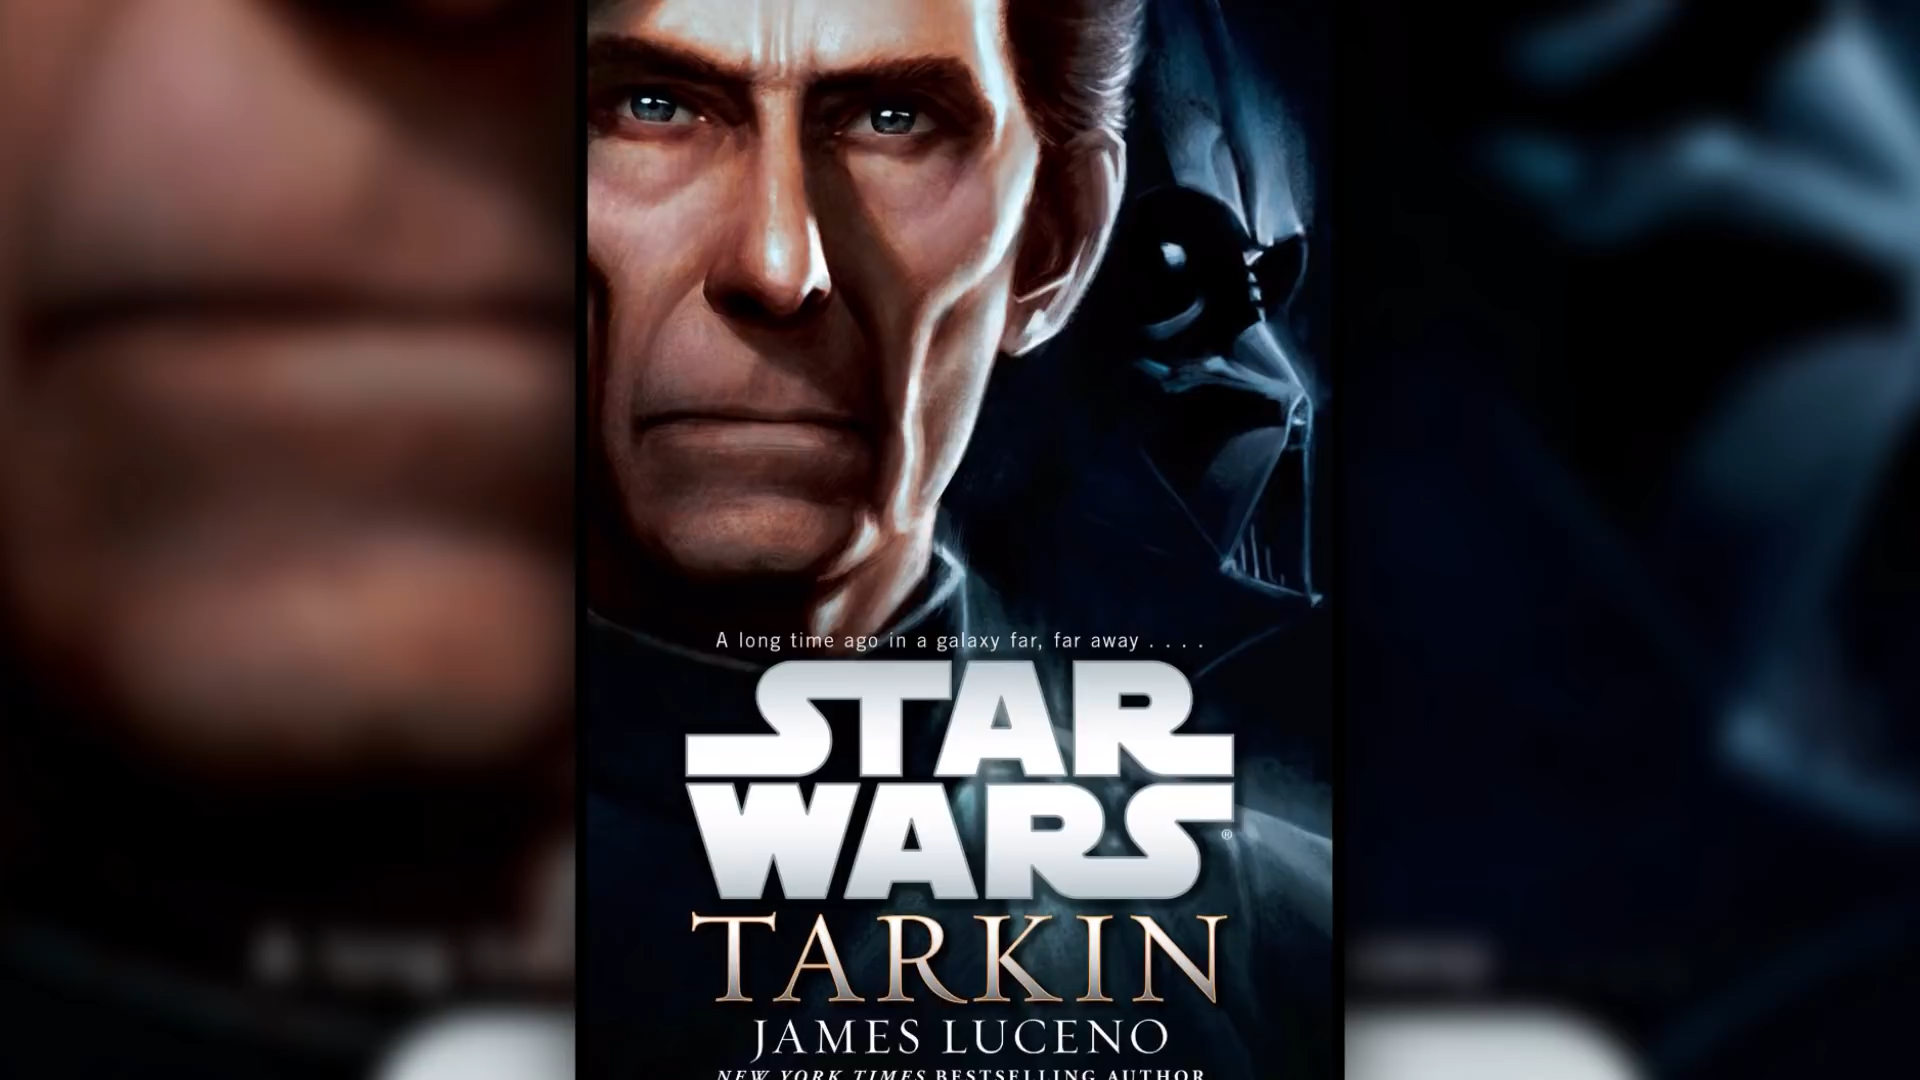 A long time ago in a galaxy far, far away . . . .
STAR
WARS®
TARKIN
JAMES LUCENO
NEW YORK TIMES BESTSELLING AUTHOR